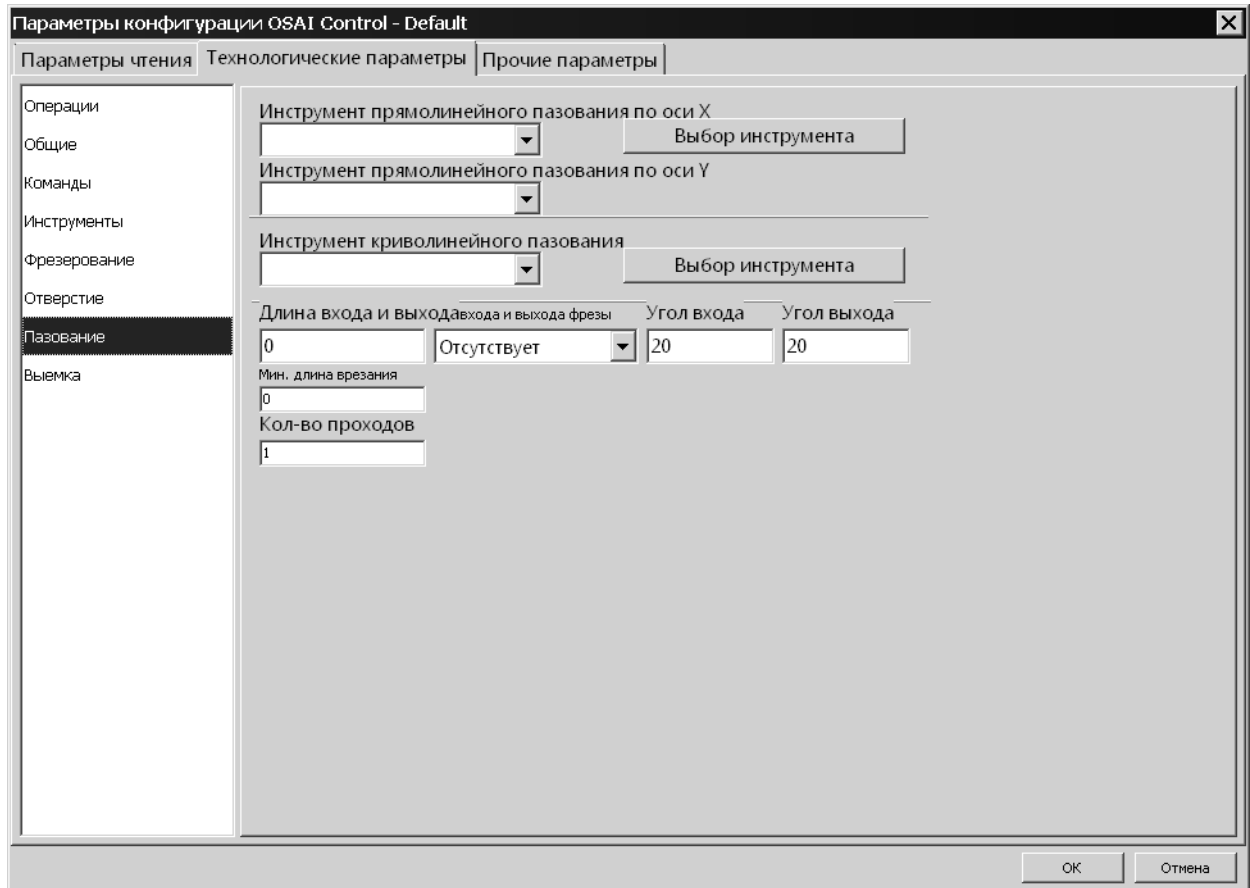 Параметры конфигурации OSAI Control - Default
Параметры чтения Технологические параметры Прочие параметры
Операции
Общие
Команды
Инструменты
Фрезерование
Отверстие
Пазование
Выемка
Инструмент прямолинейного пазования по оси X
Выбор инструмента
Инструмент прямолинейного пазования по оси Y
Инструмент криволинейного пазования
Выбор инструмента
Длина входа и выхода входа и выхода фрезы Угол входа Угол выхода
0 Отсутствует 20 20
Мин. длина врезания
0
Кол-во проходов
1
OK Отмена